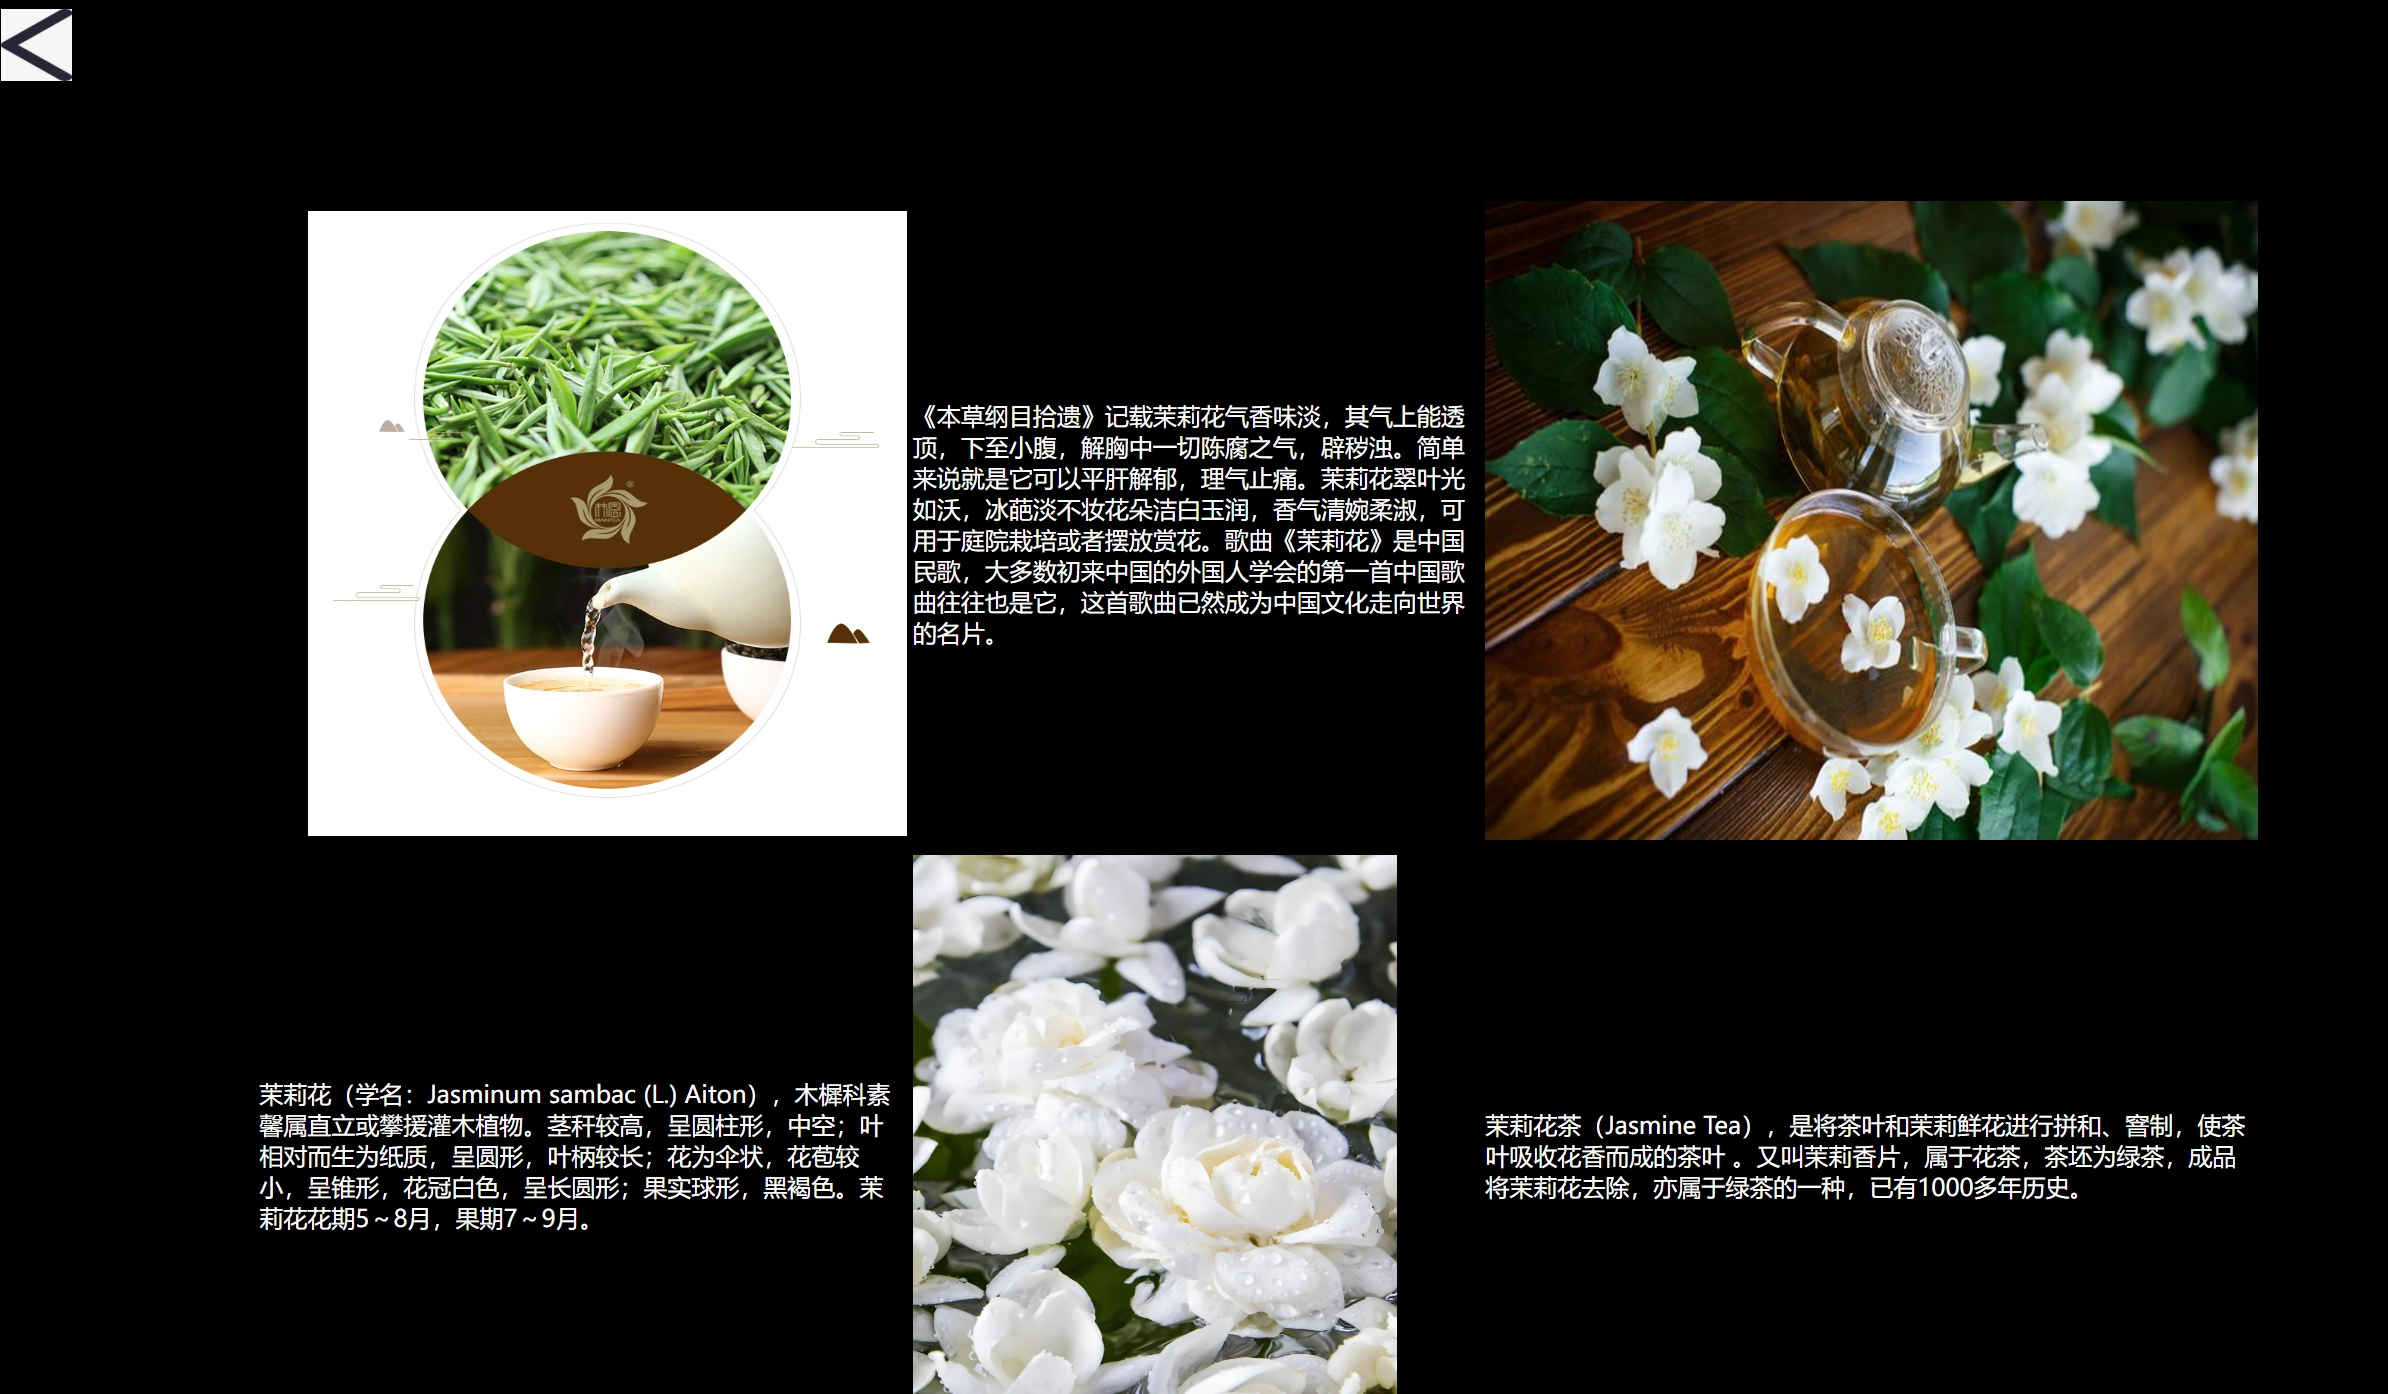 《本草纲目拾遗》记载茉莉花气香味淡，其气上能透
顶，下至小腹，解胸中一切陈腐之气，辟秽浊。简单
来说就是它可以平肝解郁，理气止痛。茉莉花翠叶光
如沃，冰葩淡不妆花朵洁白玉润，香气清婉柔淑，可
用于庭院栽培或者摆放赏花。歌曲《茉莉花》是中国
民歌，大多数初来中国的外国人学会的第一首中国歌
曲往往也是它，这首歌曲已然成为中国文化走向世界
的名片。
茉莉花（学名：Jasminum sambac (L.) Aiton），木樨科素
馨属直立或攀援灌木植物。茎秆较高，呈圆柱形，中空；叶
相对而生为纸质，呈圆形，叶柄较长；花为伞状，花苞较
小，呈锥形，花冠白色，呈长圆形；果实球形，黑褐色。茉
莉花花期5～8月，果期7～9月。
茉莉花茶（Jasmine Tea），是将茶叶和茉莉鲜花进行拼和、窨制，使茶
叶吸收花香而成的茶叶 。又叫茉莉香片，属于花茶，茶坯为绿茶，成品
将茉莉花去除，亦属于绿茶的一种，已有1000多年历史。